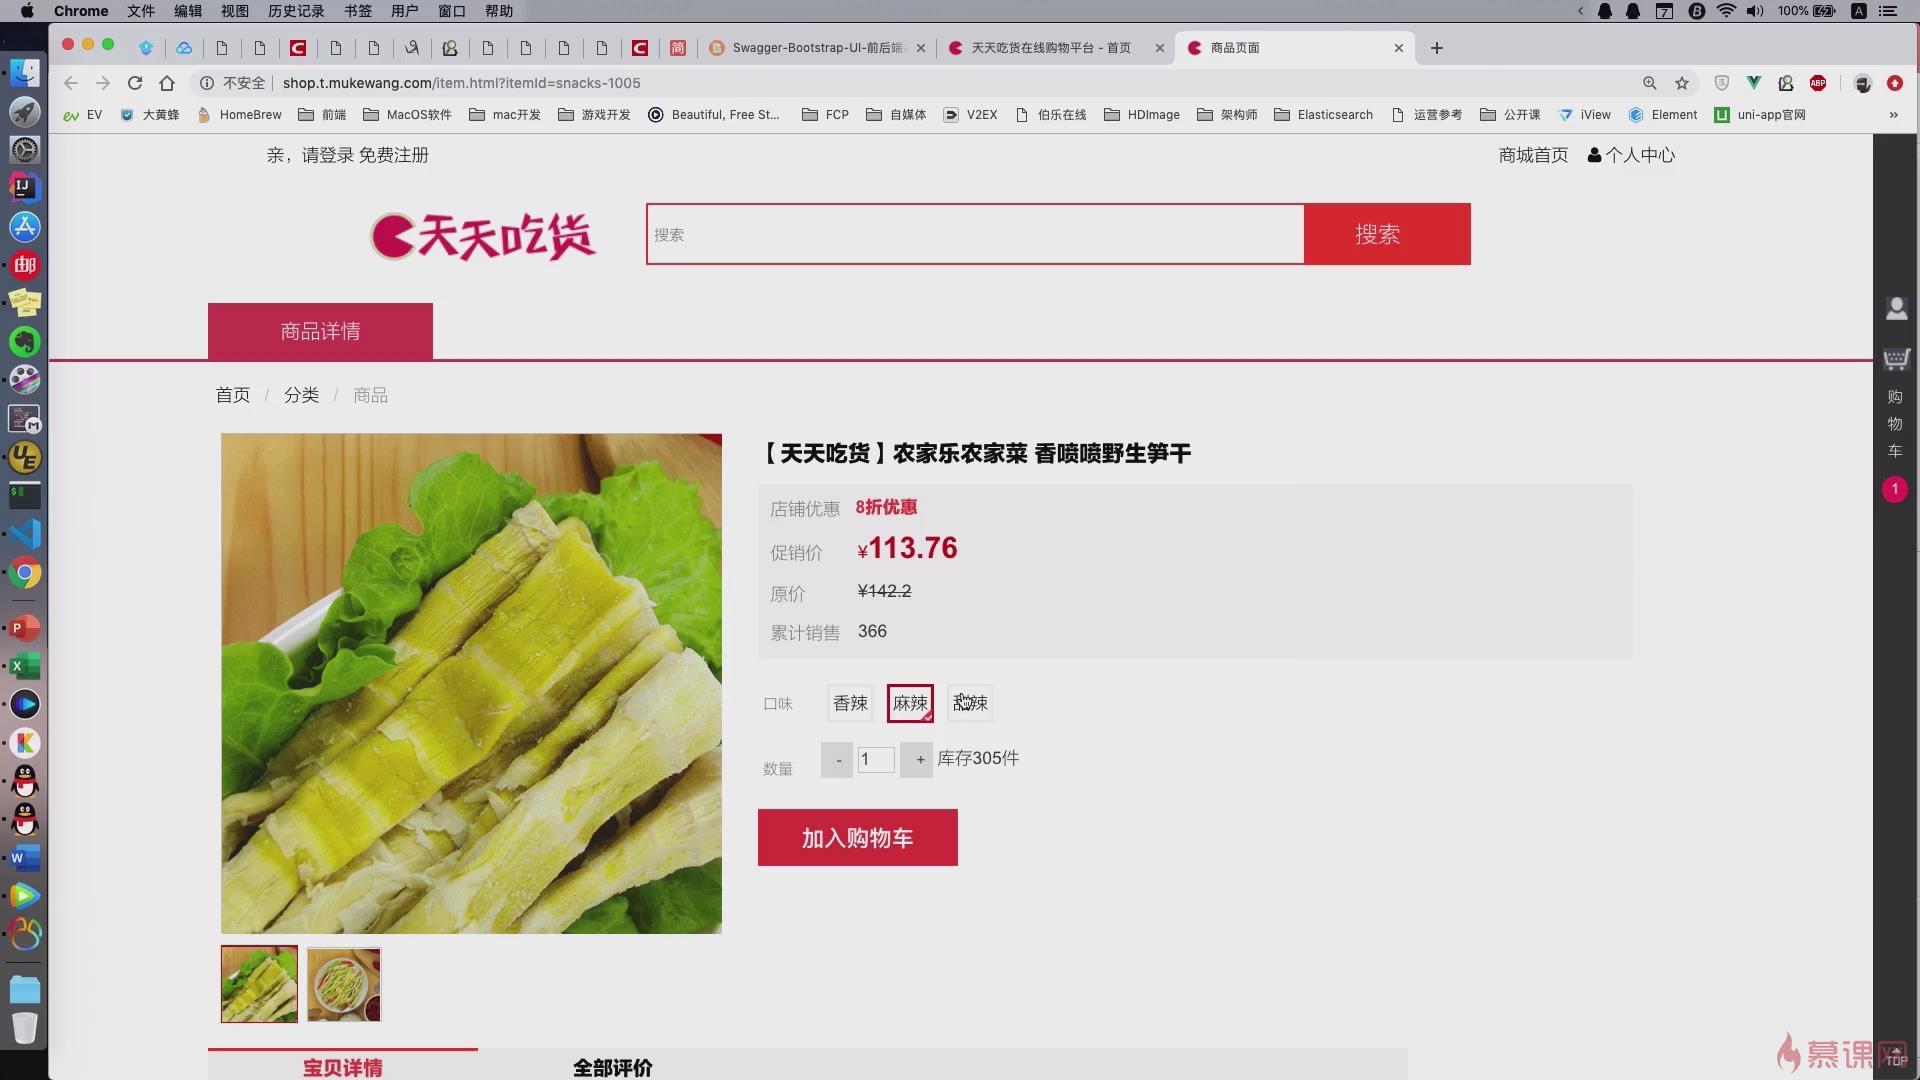 Chrome 文件 编辑 视图 历史记录 书签 用户 窗口 帮助 100% A
Swagger-Bootstrap-UI-前后端 天天吃货在线购物平台 - 首页 商品页面
不安全 shop.t.mukewang.com/item.html?itemId=snacks-1005 ABP
EV 大黄蜂 HomeBrew 前端 MacOS软件 mac开发 游戏开发 Beautiful, Free St... FCP 自媒体 V2EX 伯乐在线 HDImage 架构师 Elasticsearch 运营参考 公开课 iView Element uni-app官网 »
亲，请登录 免费注册 商城首页 个人中心
天天吃货 搜索 搜索
商品详情
首页 / 分类 / 商品
【天天吃货】农家乐农家菜 香喷喷野生笋干
店铺优惠 8折优惠
促销价 ¥113.76
原价 ¥142.2
累计销售 366
口味 香辣 麻辣 甜辣
数量 - 1 + 库存305件
加入购物车
购
物
车
1
宝贝详情 全部评价
慕课网
TOP